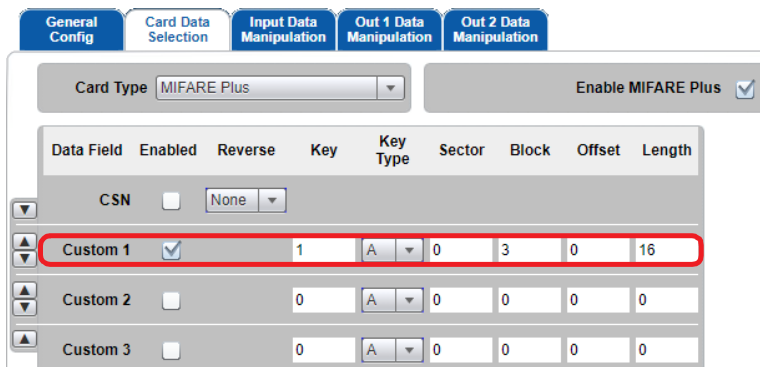 General Config
Card Data Selection
Input Data Manipulation
Out 1 Data Manipulation
Out 2 Data Manipulation
Card Type MIFARE Plus
Enable MIFARE Plus
Data Field Enabled Reverse Key Key Type Sector Block Offset Length
CSN None
Custom 1 1 A 0 3 0 16
Custom 2 0 A 0 0 0 0
Custom 3 0 A 0 0 0 0